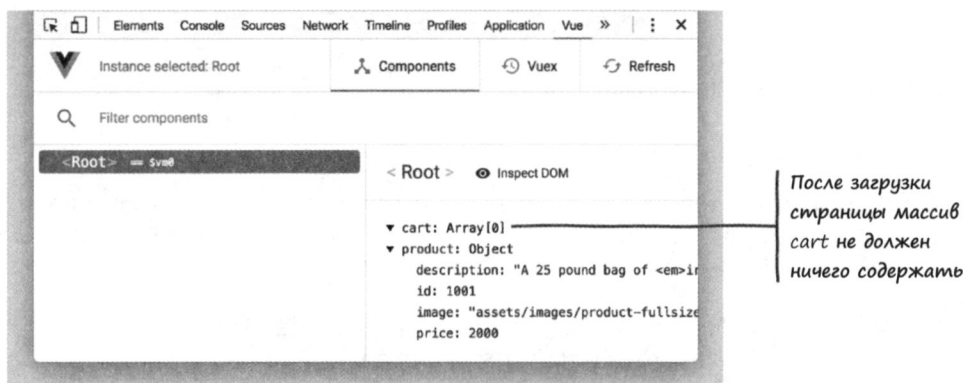 Elements Console Sources Network Timeline Profiles Application Vue »
Instance selected: Root Components Vuex Refresh
Filter components
<Root> == $vm0
< Root > Inspect DOM
▼ cart: Array[0]
▼ product: Object
description: "A 25 pound bag of <em>ir
id: 1001
image: "assets/images/product-fullsize
price: 2000
После загрузки
страницы массив
cart не должен
ничего содержать